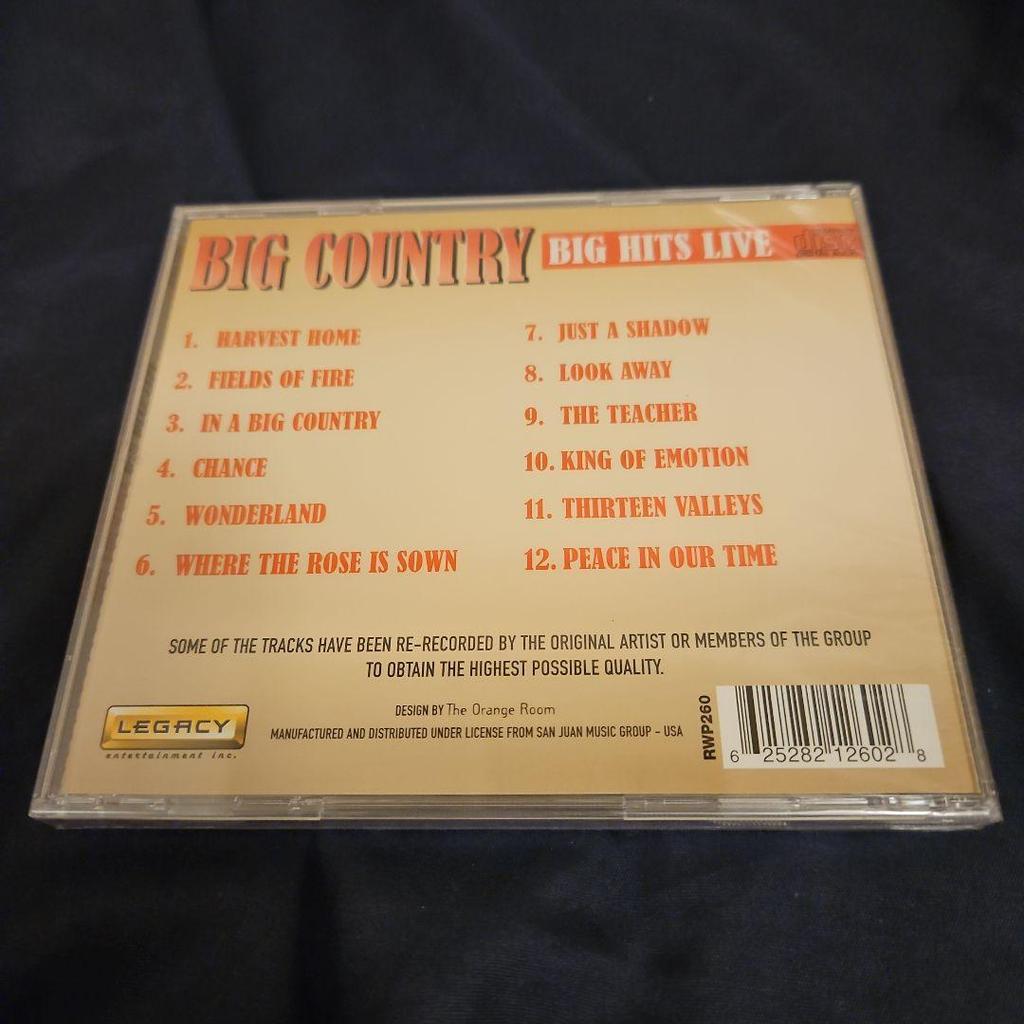 BIG COUNTRY BIG HITS LIVE
disc
1. HARVEST HOME
2. FIELDS OF FIRE
3. IN A BIG COUNTRY
4. CHANCE
5. WONDERLAND
6. WHERE THE ROSE IS SOWN
7. JUST A SHADOW
8. LOOK AWAY
9. THE TEACHER
10. KING OF EMOTION
11. THIRTEEN VALLEYS
12. PEACE IN OUR TIME
SOME OF THE TRACKS HAVE BEEN RE-RECORDED BY THE ORIGINAL ARTIST OR MEMBERS OF THE GROUP
TO OBTAIN THE HIGHEST POSSIBLE QUALITY.
LEGACY
entertainment inc.
DESIGN BY The Orange Room
MANUFACTURED AND DISTRIBUTED UNDER LICENSE FROM SAN JUAN MUSIC GROUP - USA
RWP260
6 25282 12602 8